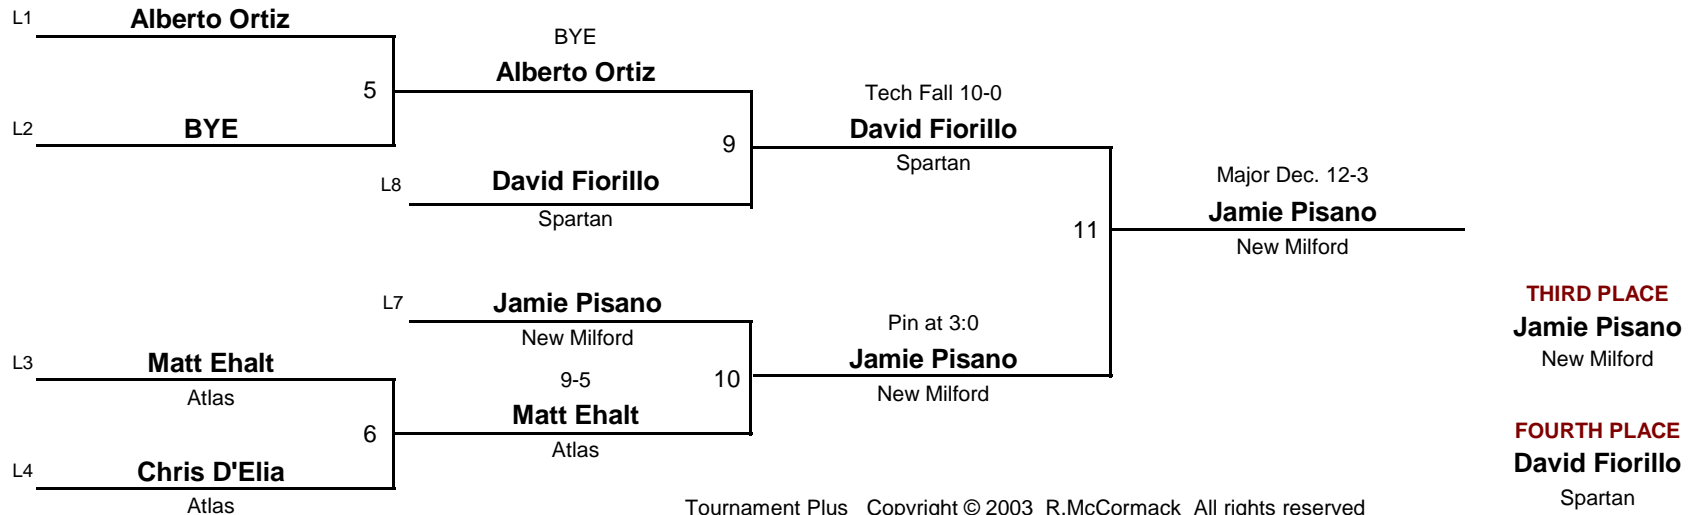 L1
Alberto Ortiz
BYE
Alberto Ortiz
5
Tech Fall 10-0
L2
BYE
David Fiorillo
9
Spartan
L8
David Fiorillo
Spartan
Major Dec. 12-3
Jamie Pisano
11
New Milford
L7
Jamie Pisano
New Milford
THIRD PLACE
Jamie Pisano
New Milford
Pin at 3:0
Jamie Pisano
New Milford
L3
Matt Ehalt
Atlas
9-5
10
Matt Ehalt
Atlas
6
FOURTH PLACE
David Fiorillo
Spartan
L4
Chris D'Elia
Atlas
Tournament Plus Copyright © 2003 R.McCormack All rights reserved